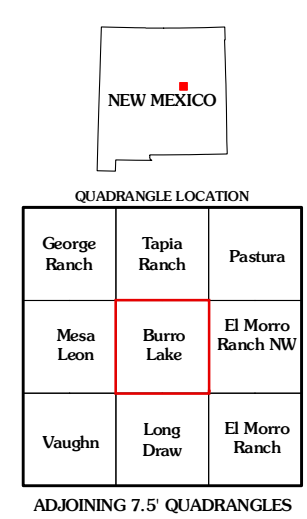 NEW MEXICO
QUADRANGLE LOCATION
George
Ranch
Tapia
Ranch
Pastura
Mesa
Leon
Burro
Lake
El Morro
Ranch NW
Vaughn
Long
Draw
El Morro
Ranch
ADJOINING 7.5' QUADRANGLES